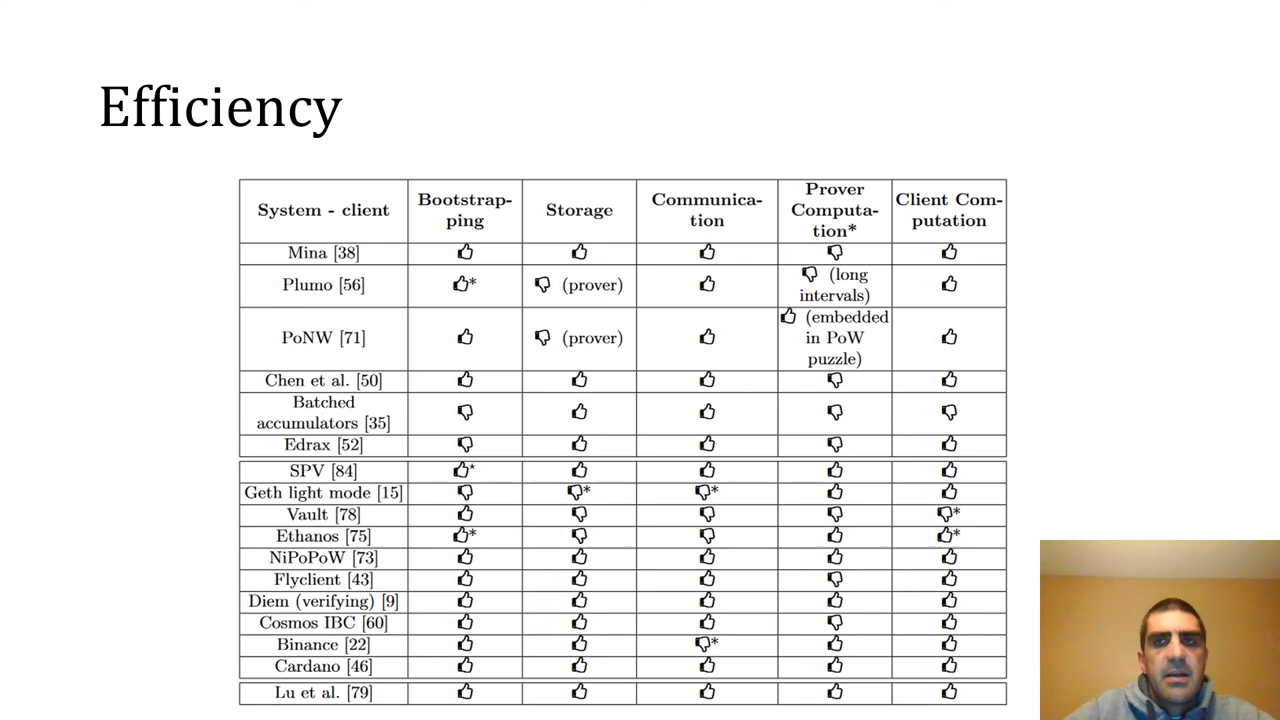 Efficiency
System - client Bootstrap- Communica- Prover Client Com-
ping Storage tion Computa- putation
tion*
Mina [38] 👍 👍 👍 👎 👍
Plumo [56] 👍* 👎 (prover) 👍 👎 (long 👍
intervals)
PoNW [71] 👍 👎 (prover) 👍 👍 (embedded 👍
in PoW
puzzle)
Chen et al. [50] 👍 👍 👍 👎 👍
Batched
accumulators [35] 👎 👍 👍 👎 👎
Edrax [52] 👎 👍 👍 👎 👍
SPV [84] 👍* 👍 👍 👍 👍
Geth light mode [15] 👎 👎* 👎* 👍 👍
Vault [78] 👍 👎 👎 👎 👎*
Ethanos [75] 👍* 👎 👎 👍 👍*
NiPoPoW [73] 👍 👍 👍 👍 👍
Flyclient [43] 👍 👍 👍 👎 👍
Diem (verifying) [9] 👍 👍 👍 👍 👍
Cosmos IBC [60] 👍 👍 👍 👎 👍
Binance [22] 👍 👍 👎* 👍 👍
Cardano [46] 👍 👍 👍 👍 👍
Lu et al. [79] 👍 👍 👍 👍 👍